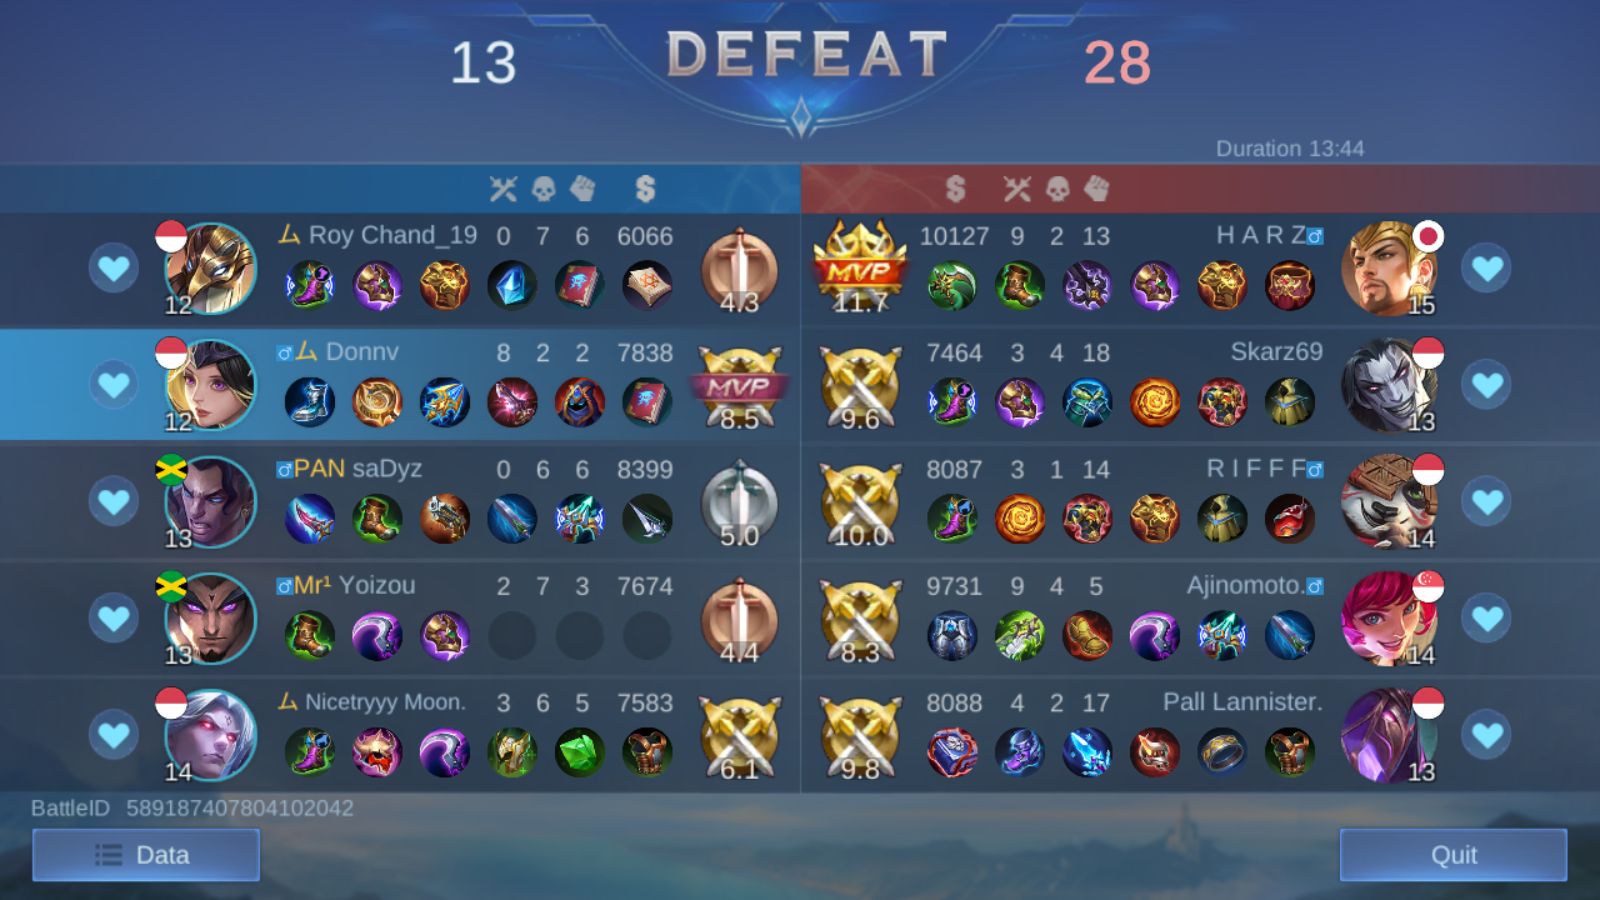 13 DEFEAT 28
Duration 13:44
ム Roy Chand_19 0 7 6 6066
12 4.3
MVP 10127 9 2 13 H A R Z♂
11.7 15
♂ム Donnv 8 2 2 7838
12 MVP 8.5
7464 3 4 18 Skarz69
9.6 13
♂PAN saDyz 0 6 6 8399
13 5.0
8087 3 1 14 R I F F F♂
10.0 14
♂Mr¹ Yoizou 2 7 3 7674
13 4.4
9731 9 4 5 Ajinomoto.♂
8.3 14
ム Nicetryyy Moon. 3 6 5 7583
14 6.1
8088 4 2 17 Pall Lannister.
9.8 13
BattleID 589187407804102042
Data
Quit